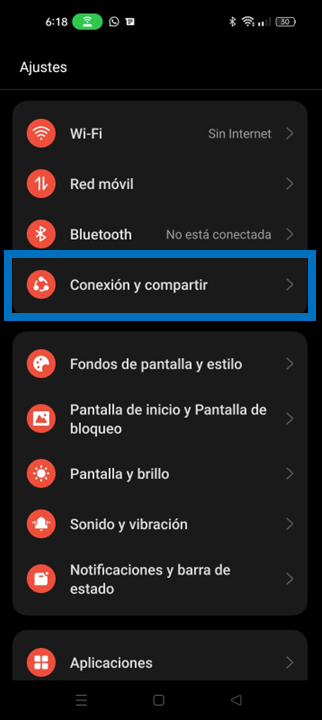 6:18
30
Ajustes
Wi-Fi Sin Internet
Red móvil
Bluetooth No está conectada
Conexión y compartir
Fondos de pantalla y estilo
Pantalla de inicio y Pantalla de
bloqueo
Pantalla y brillo
Sonido y vibración
Notificaciones y barra de
estado
Aplicaciones